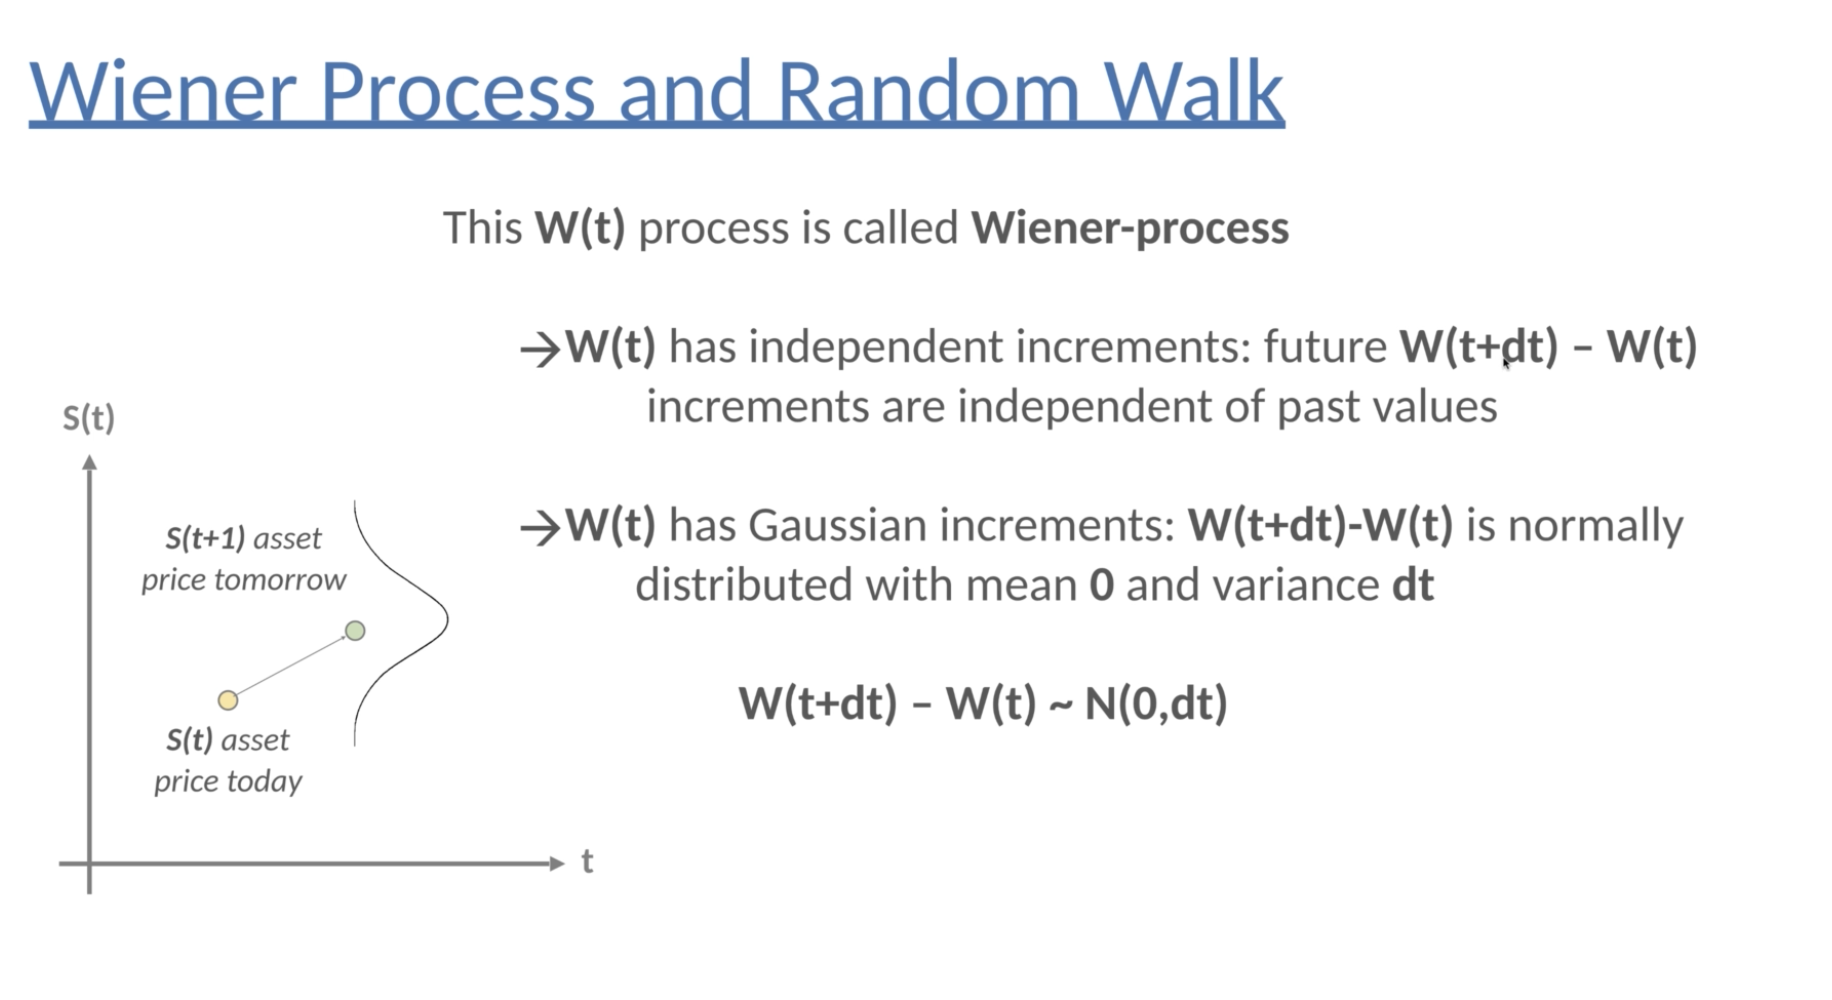 Wiener Process and Random Walk
This W(t) process is called Wiener-process
→W(t) has independent increments: future W(t+dt) – W(t)
increments are independent of past values
→W(t) has Gaussian increments: W(t+dt)-W(t) is normally
distributed with mean 0 and variance dt
W(t+dt) – W(t) ~ N(0,dt)
S(t)
S(t+1) asset
price tomorrow
S(t) asset
price today
t